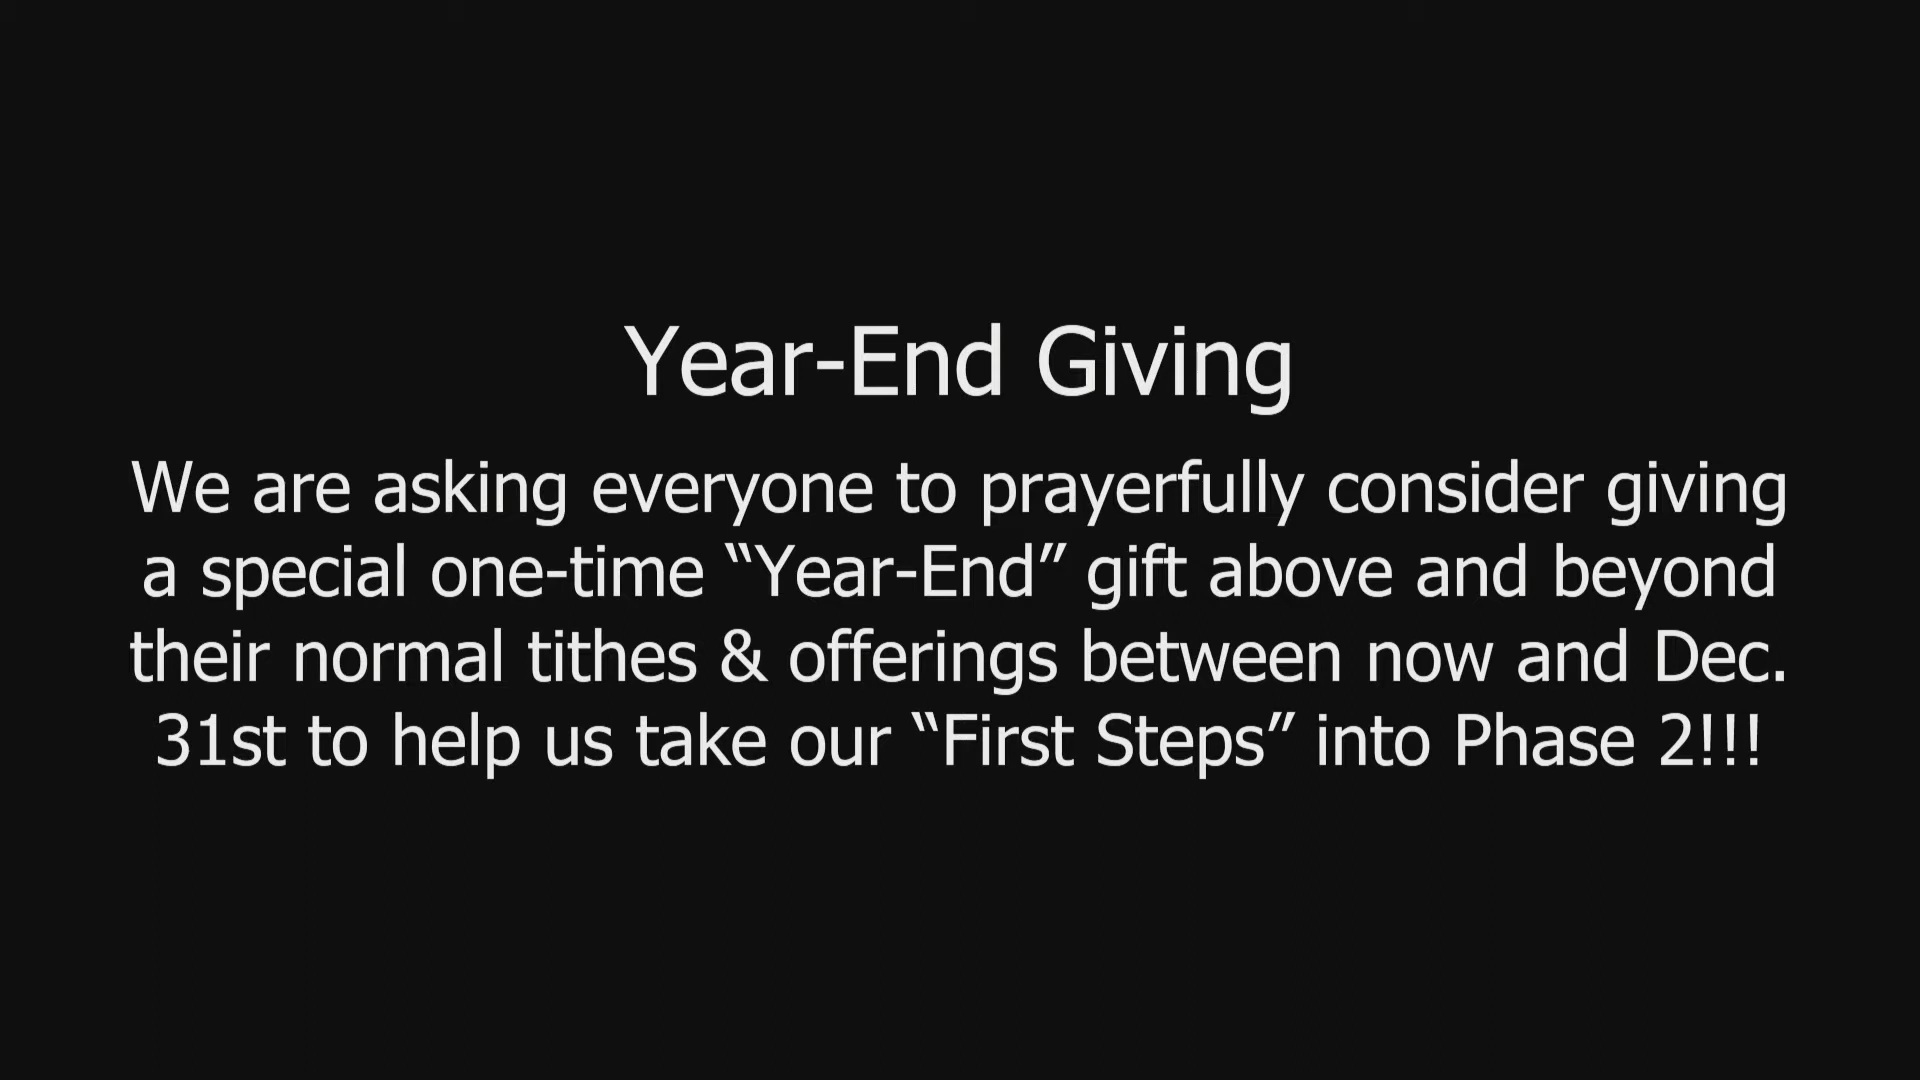 Year-End Giving
We are asking everyone to prayerfully consider giving
a special one-time “Year-End” gift above and beyond
their normal tithes & offerings between now and Dec.
31st to help us take our “First Steps” into Phase 2!!!